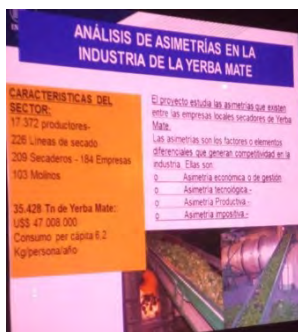 ANÁLISIS DE ASIMETRÍAS EN LA
INDUSTRIA DE LA YERBA MATE
CARACTERISTICAS DEL
SECTOR:
17.372 productores-
226 Líneas de secado
209 Secaderos - 184 Empresas
103 Molinos
35.428 Tn de Yerba Mate:
U$S 47.008.000
Consumo per cápita 6,2
Kg/persona/año
El proyecto estudia las asimetrías que existen
entre las empresas locales secadores de Yerba
Mate.
Las asimetrías son los factores o elementos
diferenciales que generan competitividad en la
industria. Ellas son:
o Asimetría económica o de gestión
o Asimetría tecnológica.-
o Asimetría Productiva.-
o Asimetría impositiva.-